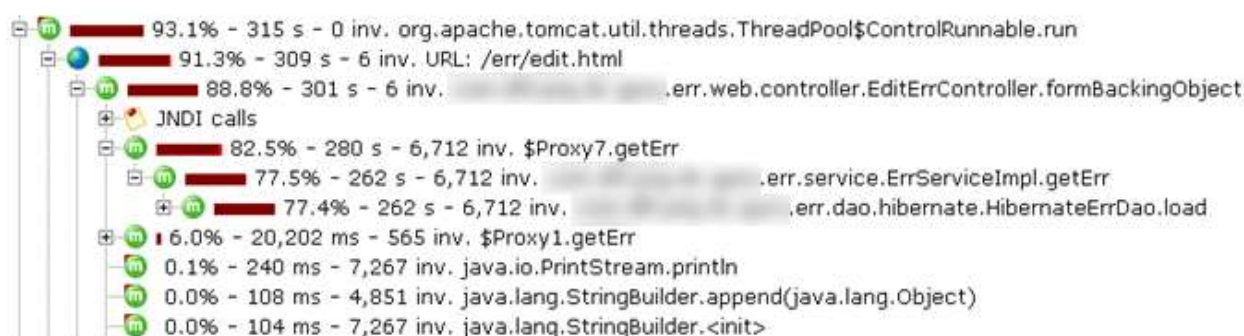 93.1% - 315 s - 0 inv. org.apache.tomcat.util.threads.ThreadPool$ControlRunnable.run
91.3% - 309 s - 6 inv. URL: /err/edit.html
88.8% - 301 s - 6 inv. .err.web.controller.EditErrController.formBackingObject
JNDI calls
82.5% - 280 s - 6,712 inv. $Proxy7.getErr
77.5% - 262 s - 6,712 inv. .err.service.ErrServiceImpl.getErr
77.4% - 262 s - 6,712 inv. .err.dao.hibernate.HibernateErrDao.load
6.0% - 20,202 ms - 565 inv. $Proxy1.getErr
0.1% - 240 ms - 7,267 inv. java.io.PrintStream.println
0.0% - 108 ms - 4,851 inv. java.lang.StringBuilder.append(java.lang.Object)
0.0% - 104 ms - 7,267 inv. java.lang.StringBuilder.<init>